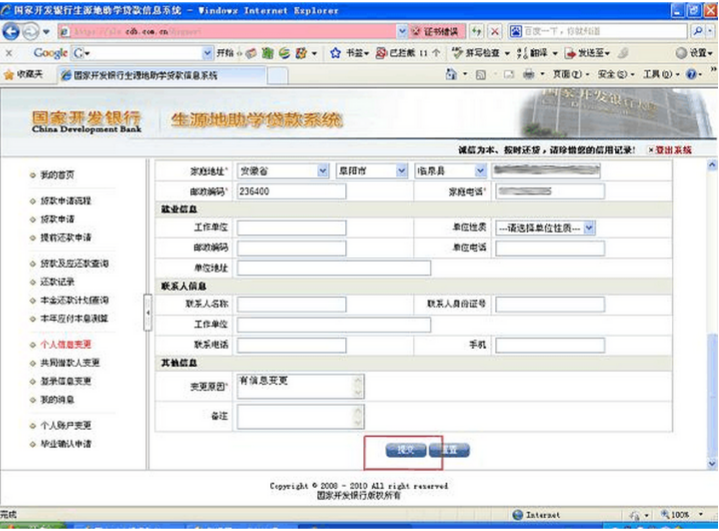 国家开发银行生源地助学贷款信息系统 - Windows Internet Explorer
cdb.com.cn
证书错误
百度一下，你就知道
Google
开始
书签
已拦截 11 个
拼写检查
翻译
发送至
设置
收藏夹
国家开发银行生源地助学贷款信息系统
页面(P) 安全(S) 工具(O)
国家开发银行
China Development Bank
生源地助学贷款系统
诚信为本、按时还贷，请珍惜您的信用记录!
登出系统
我的首页
贷款申请流程
贷款申请
提前还款申请
贷款及应还款查询
还款记录
本金还款计划查询
本年应付本息测算
个人信息变更
共同借款人变更
登录信息变更
我的消息
个人账户变更
毕业确认申请
家庭地址* 安徽省 阜阳市 临泉县
邮政编码* 236400 家庭电话*
就业信息
工作单位 单位性质 ---请选择单位性质---
邮政编码 单位电话
单位地址
联系人信息
联系人名称 联系人身份证号
工作单位
联系电话 手机
其他信息
变更原因* 有信息变更
备注
提交 重置
Copyright © 2008 - 2010 All right reserved
国家开发银行版权所有
完成 Internet 100%